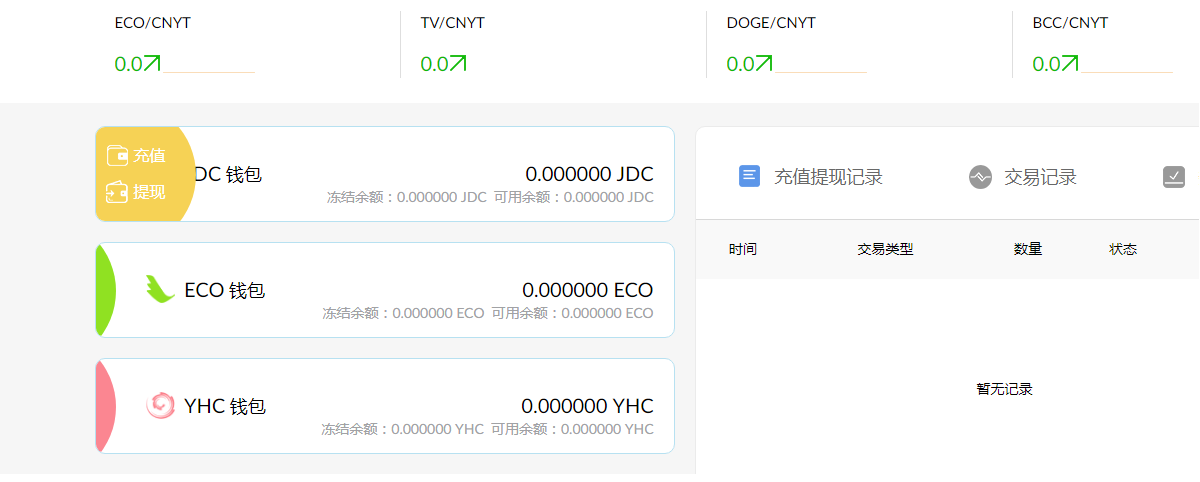 ECO/CNYT
TV/CNYT
DOGE/CNYT
BCC/CNYT
0.0
0.0
0.0
0.0
充值
提现
DC 钱包
0.000000 JDC
冻结余额：0.000000 JDC 可用余额：0.000000 JDC
ECO 钱包
0.000000 ECO
冻结余额：0.000000 ECO 可用余额：0.000000 ECO
YHC 钱包
0.000000 YHC
冻结余额：0.000000 YHC 可用余额：0.000000 YHC
充值提现记录
交易记录
时间 交易类型 数量 状态
暂无记录